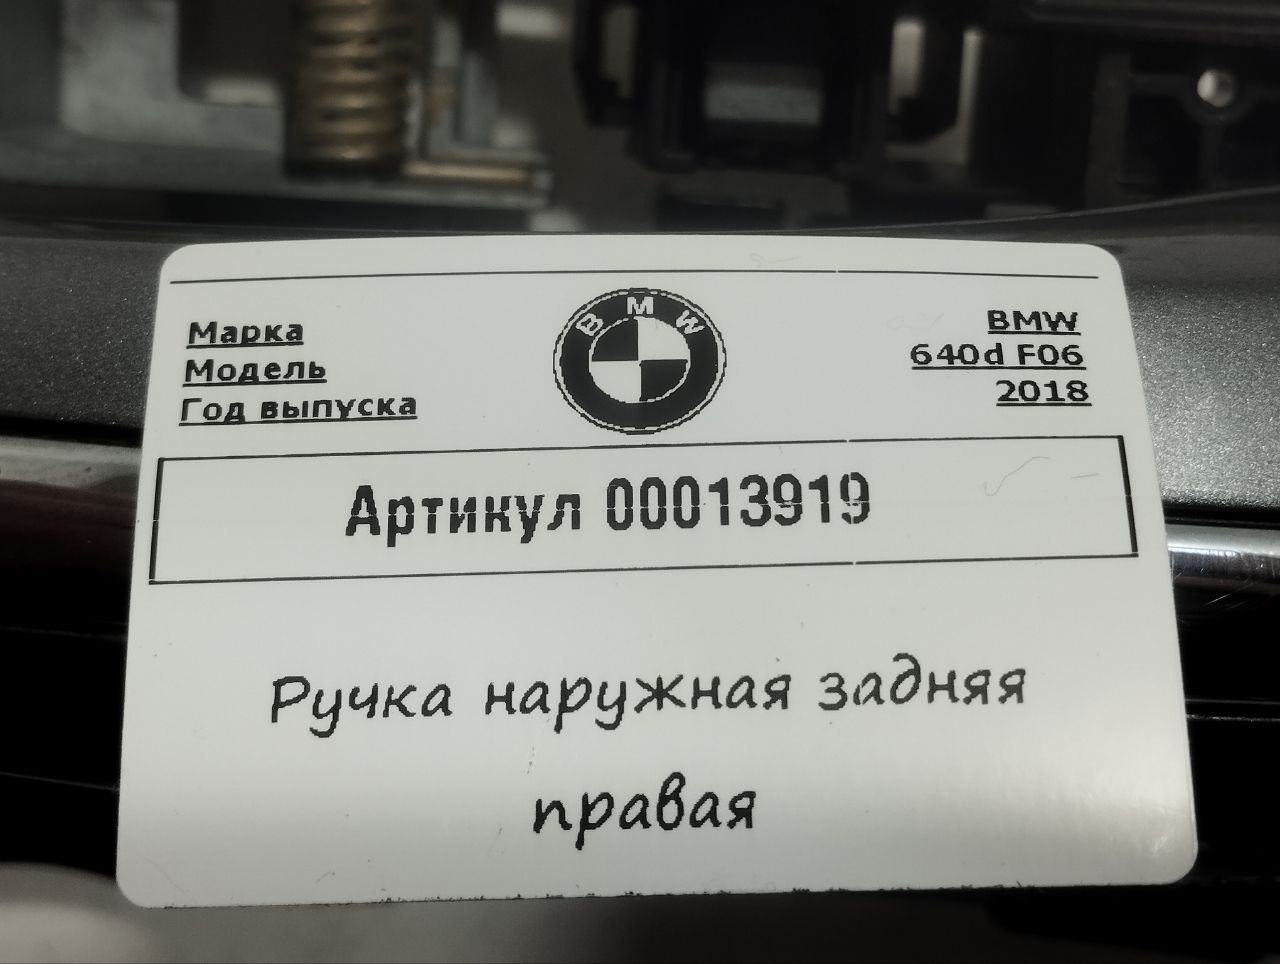 Марка BMW
Модель 640d F06
Год выпуска 2018
BMW
Артикул 00013919
Ручка наружная задняя
правая